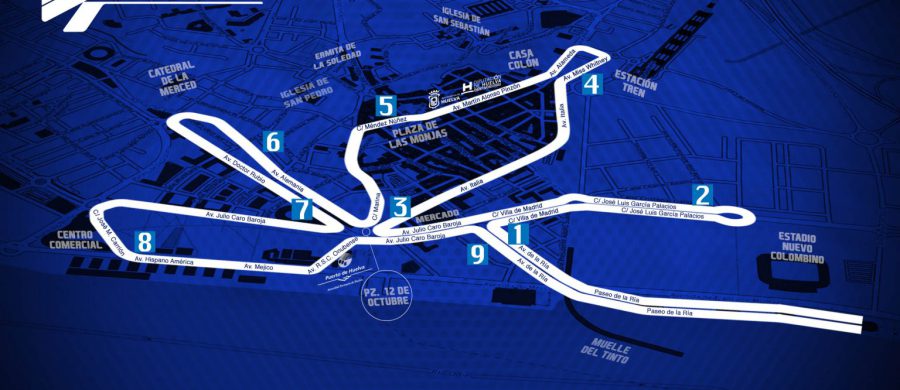 IGLESIA DE
SAN SEBASTIÁN
ERMITA DE
LA SOLEDAD
CASA
COLÓN
Av. Alameda
Av. Miss Whitney
4
ESTACIÓN
TREN
CATEDRAL
DE LA
MERCED
IGLESIA DE
SAN PEDRO
HUELVA
DE HUELVA
Av. Martín Alonso Pinzón
5
C/ Méndez Núñez
PLAZA DE
LAS MONJAS
Av. Italia
Av. Italia
6
Av. Alemania
Av. Doctor Rubio
C/ Marina
3
MERCADO
2
C/ José Luis García Palacios
C/ José Luis García Palacios
C/ Villa de Madrid
C/ Villa de Madrid
1
7
Av. Julio Caro Baroja
Av. Julio Caro Baroja
Av. Julio Caro Baroja
C/ José M. Carrión
CENTRO
COMERCIAL
8
Av. Hispano América
Av. Mejico
Av. R.S.C. Onubense
Puerto de Huelva
PZ. 12 DE
OCTUBRE
9
Av. de la Ría
Av. de la Ría
ESTADIO
NUEVO
COLOMBINO
Paseo de la Ría
Paseo de la Ría
MUELLE
DEL TINTO